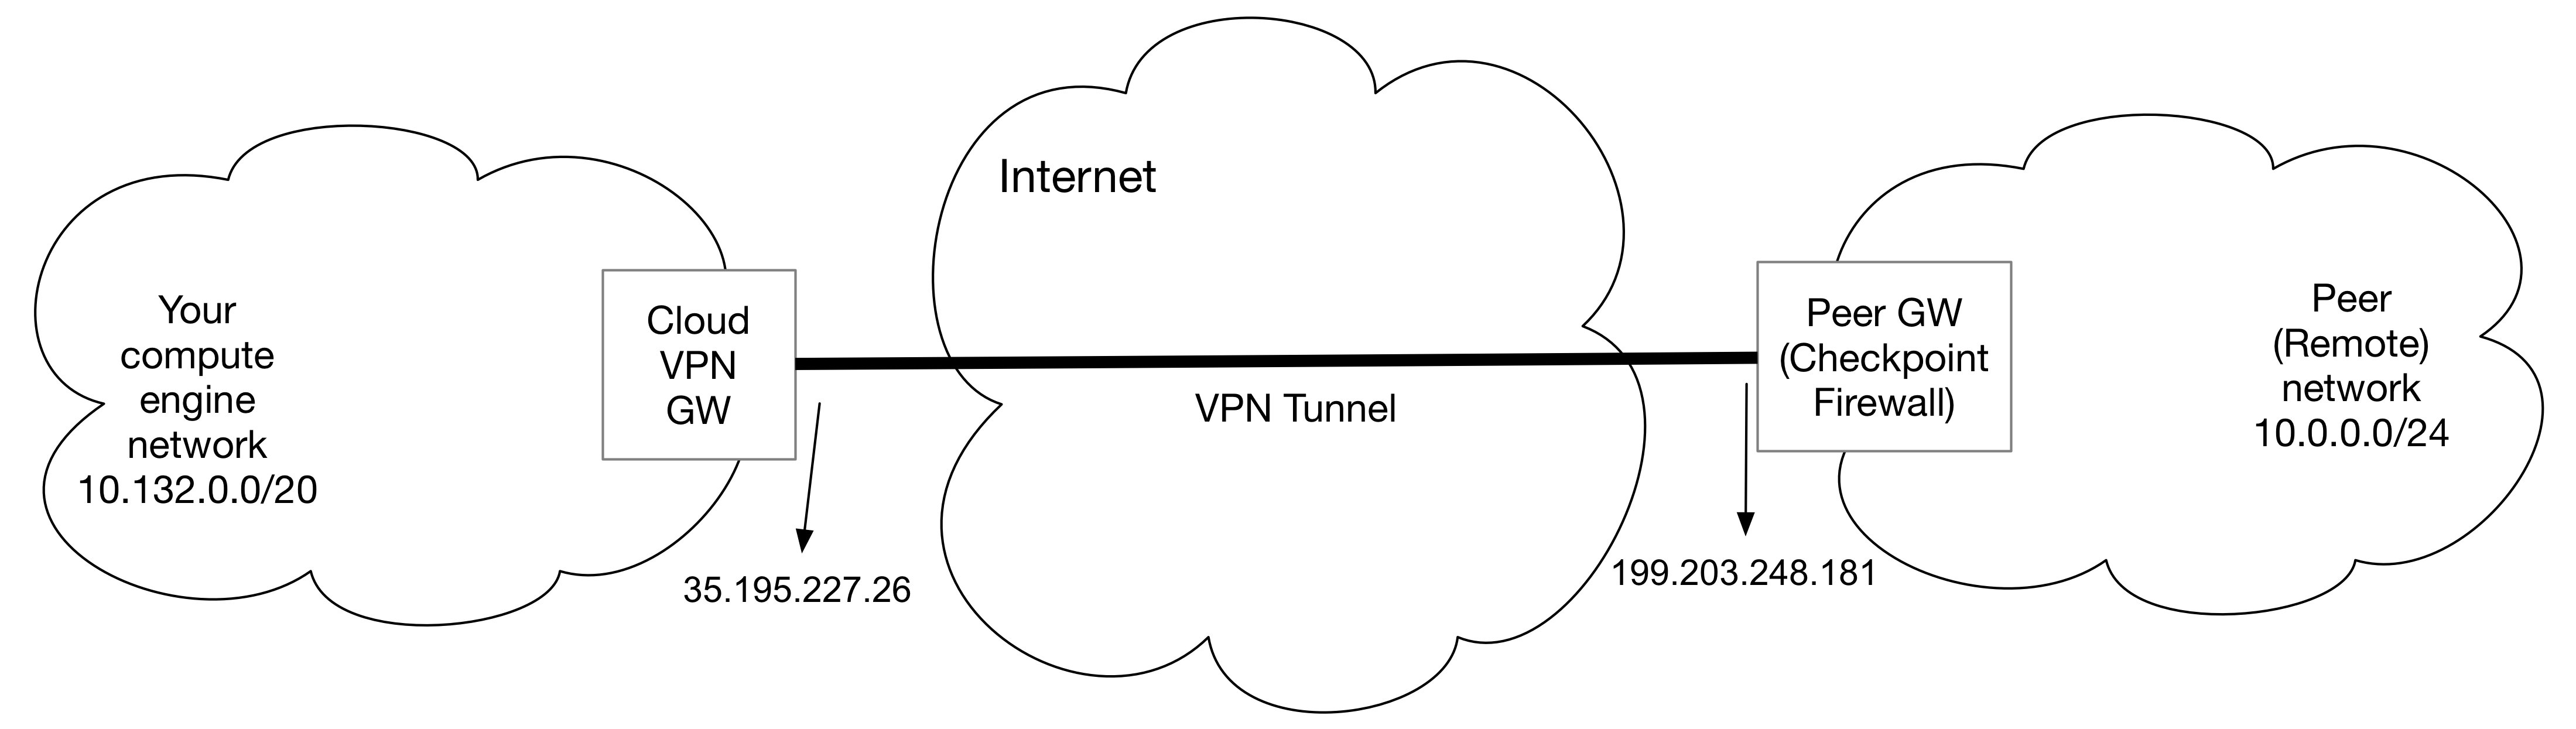 Your
compute
engine
network
10.132.0.0/20
Cloud
VPN
GW
35.195.227.26
Internet
VPN Tunnel
Peer GW
(Checkpoint
Firewall)
199.203.248.181
Peer
(Remote)
network
10.0.0.0/24